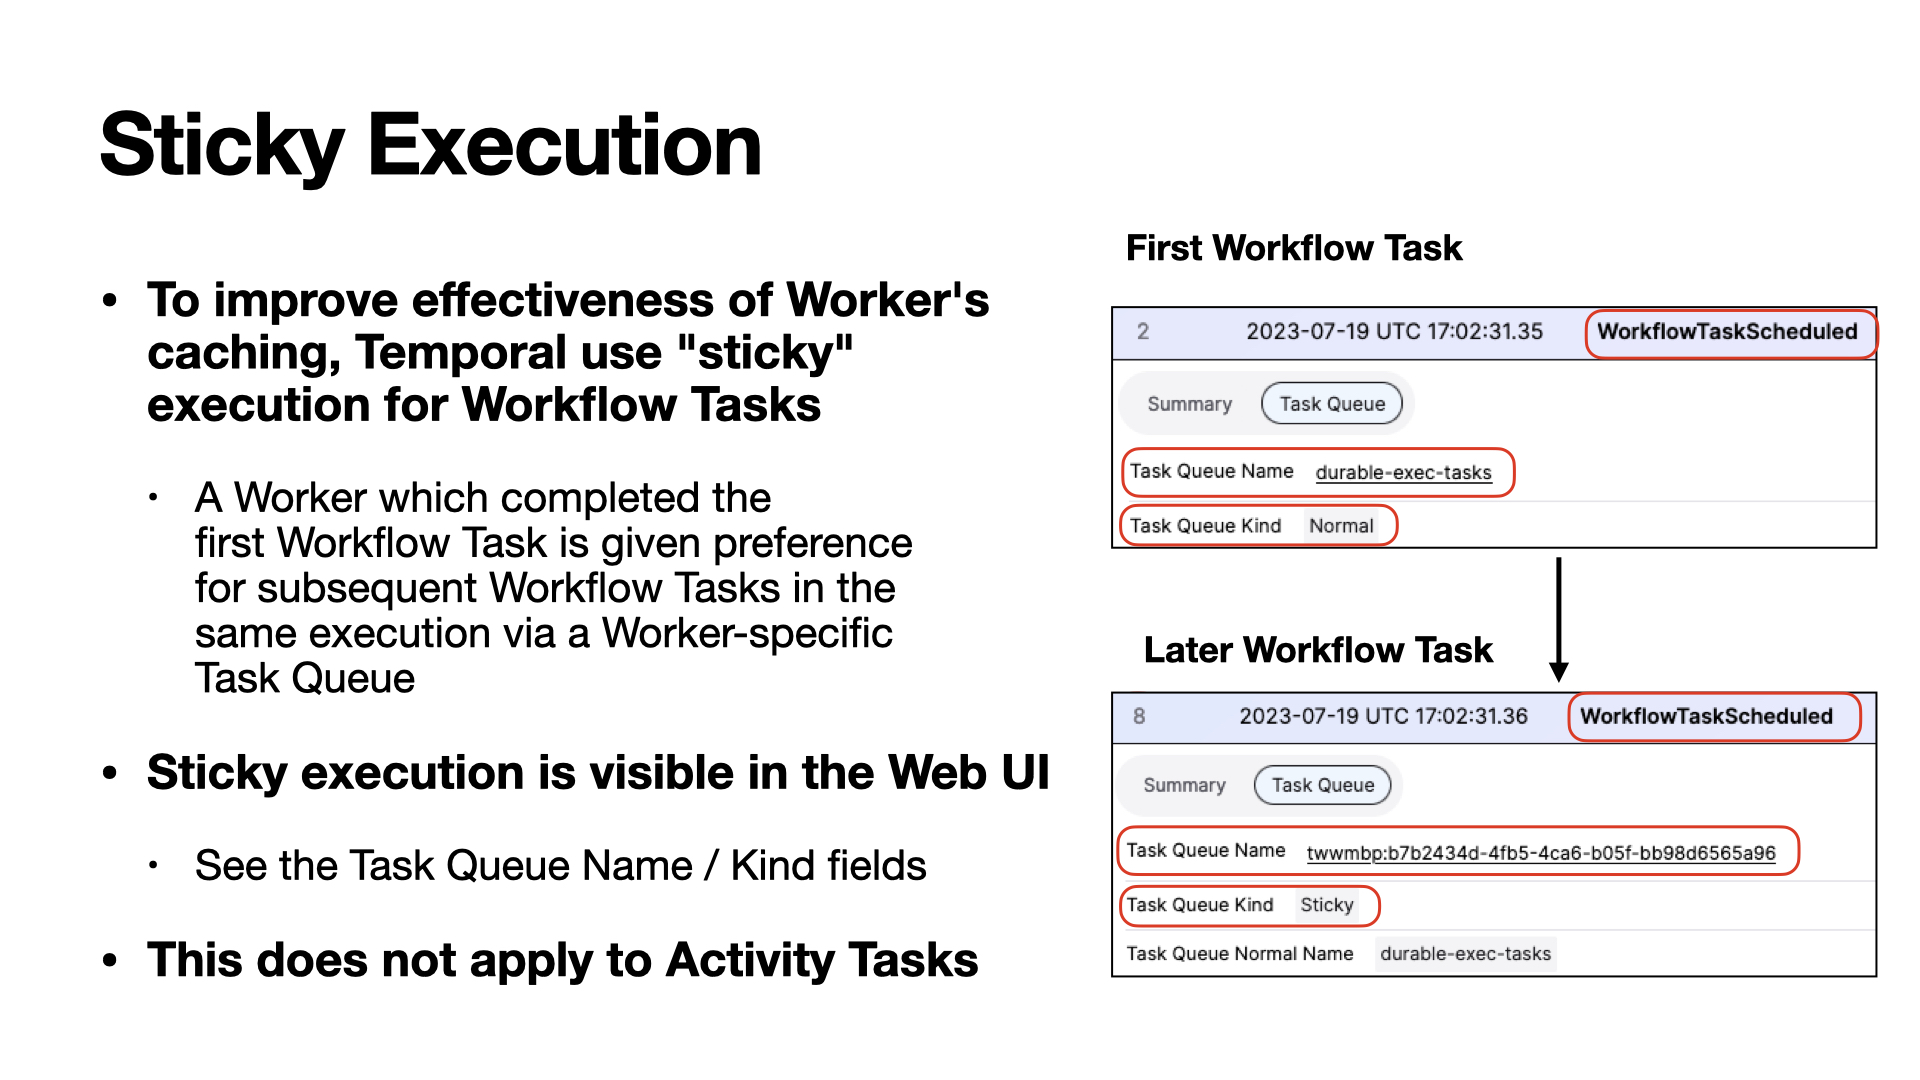 Sticky Execution
• To improve effectiveness of Worker's
caching, Temporal use "sticky"
execution for Workflow Tasks
• A Worker which completed the
first Workflow Task is given preference
for subsequent Workflow Tasks in the
same execution via a Worker-specific
Task Queue
• Sticky execution is visible in the Web UI
• See the Task Queue Name / Kind fields
• This does not apply to Activity Tasks
First Workflow Task
2 2023-07-19 UTC 17:02:31.35 WorkflowTaskScheduled
Summary Task Queue
Task Queue Name durable-exec-tasks
Task Queue Kind Normal
Later Workflow Task
8 2023-07-19 UTC 17:02:31.36 WorkflowTaskScheduled
Summary Task Queue
Task Queue Name twwmbp:b7b2434d-4fb5-4ca6-b05f-bb98d6565a96
Task Queue Kind Sticky
Task Queue Normal Name durable-exec-tasks